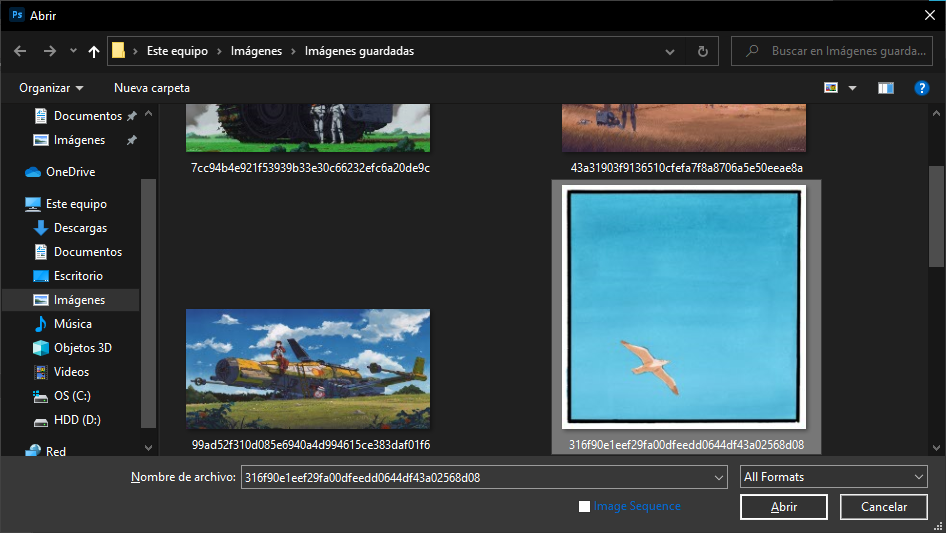 Ps Abrir
Este equipo > Imágenes > Imágenes guardadas
Buscar en Imágenes guarda...
Organizar
Nueva carpeta
?
Documentos
Imágenes
OneDrive
Este equipo
Descargas
Documentos
Escritorio
Imágenes
Música
Objetos 3D
Videos
OS (C:)
HDD (D:)
Red
7cc94b4e921f53939b33e30c66232efc6a20de9c
43a31903f9136510cfefa7f8a8706a5e50eeae8a
99ad52f310d085e6940a4d994615ce383daf01f6
316f90e1eef29fa00dfeedd0644df43a02568d08
Nombre de archivo: 316f90e1eef29fa00dfeedd0644df43a02568d08
All Formats
Image Sequence
Abrir
Cancelar